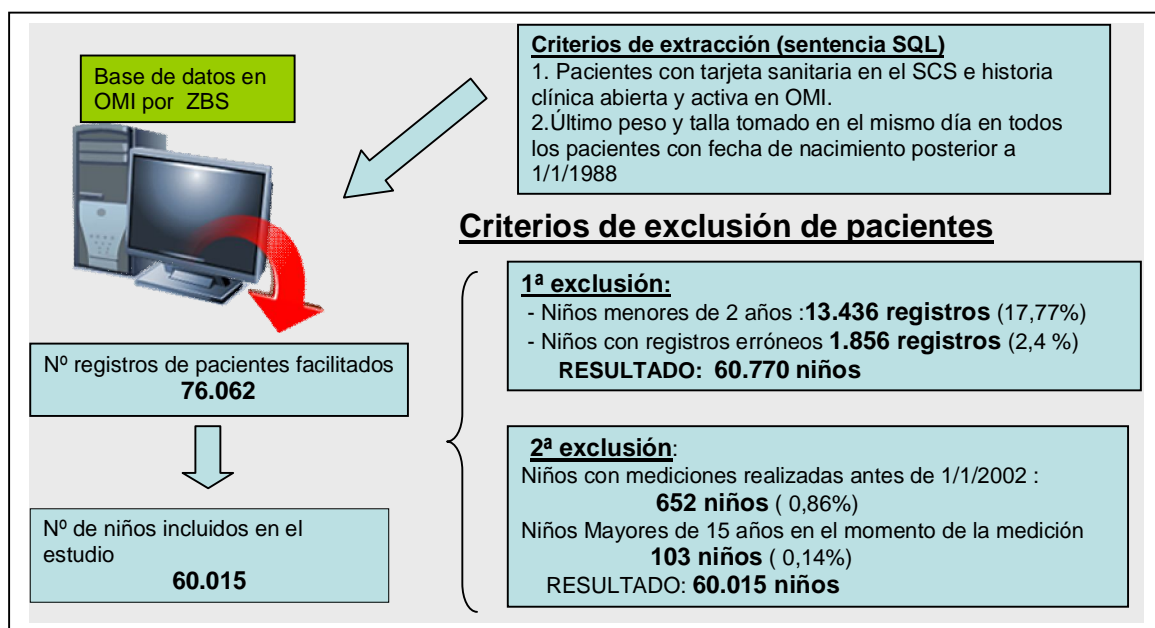 Base de datos en
OMI por ZBS
Criterios de extracción (sentencia SQL)
1. Pacientes con tarjeta sanitaria en el SCS e historia
clínica abierta y activa en OMI.
2.Último peso y talla tomado en el mismo día en todos
los pacientes con fecha de nacimiento posterior a
1/1/1988
Criterios de exclusión de pacientes
1ª exclusión:
- Niños menores de 2 años :13.436 registros (17,77%)
- Niños con registros erróneos 1.856 registros (2,4 %)
RESULTADO: 60.770 niños
Nº registros de pacientes facilitados
76.062
2ª exclusión:
Niños con mediciones realizadas antes de 1/1/2002 :
652 niños ( 0,86%)
Niños Mayores de 15 años en el momento de la medición
103 niños ( 0,14%)
RESULTADO: 60.015 niños
Nº de niños incluidos en el
estudio
60.015